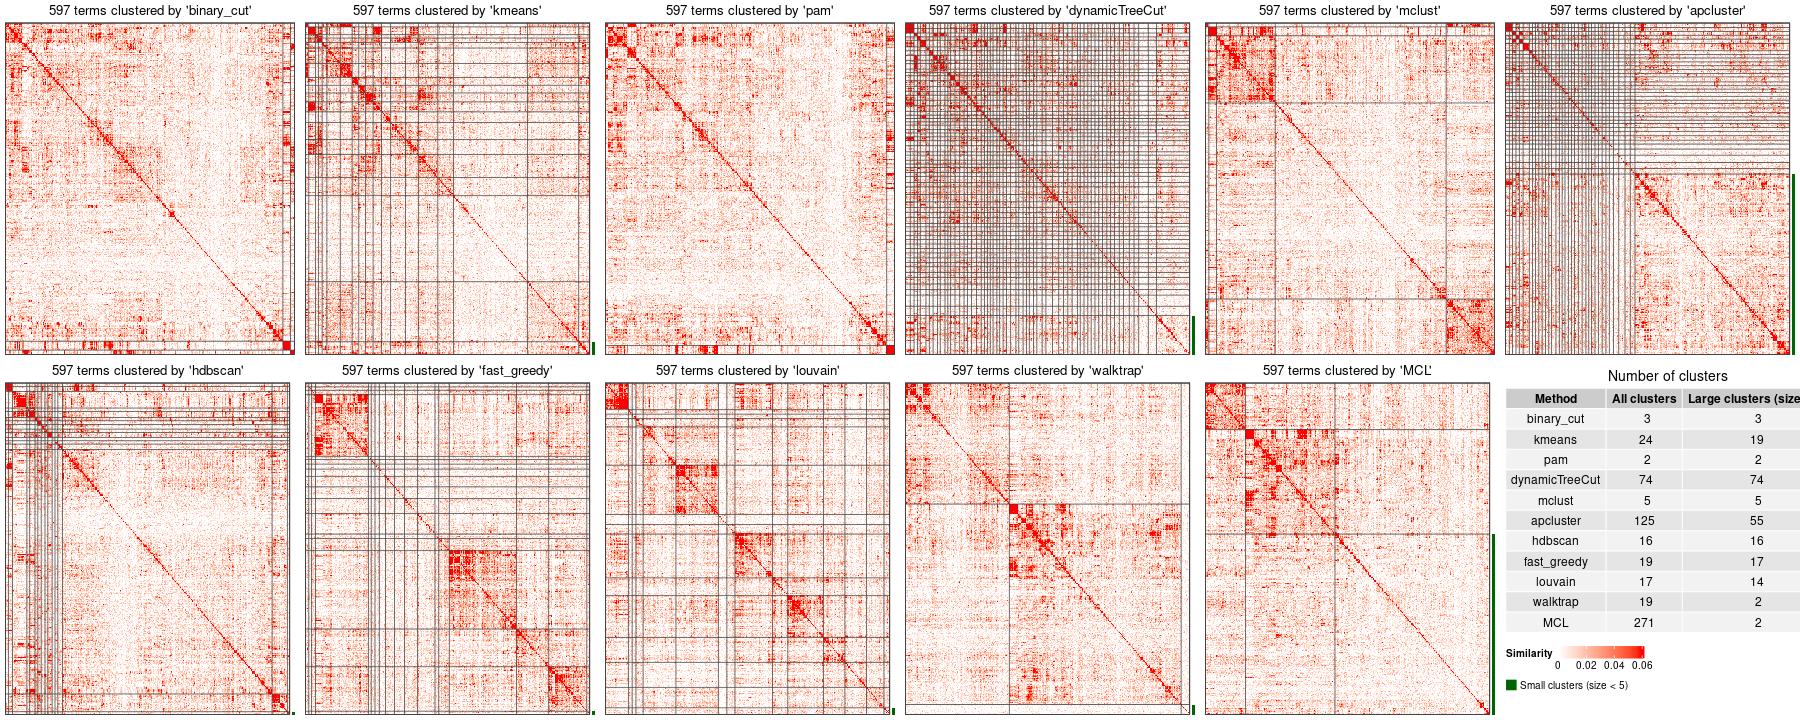 597 terms clustered by 'binary_cut'
597 terms clustered by 'kmeans'
597 terms clustered by 'pam'
597 terms clustered by 'dynamicTreeCut'
597 terms clustered by 'mclust'
597 terms clustered by 'apcluster'
597 terms clustered by 'hdbscan'
597 terms clustered by 'fast_greedy'
597 terms clustered by 'louvain'
597 terms clustered by 'walktrap'
597 terms clustered by 'MCL'
Number of clusters
Method All clusters Large clusters (size
binary_cut 3 3
kmeans 24 19
pam 2 2
dynamicTreeCut 74 74
mclust 5 5
apcluster 125 55
hdbscan 16 16
fast_greedy 19 17
louvain 17 14
walktrap 19 2
MCL 271 2
Similarity
0 0.02 0.04 0.06
Small clusters (size < 5)